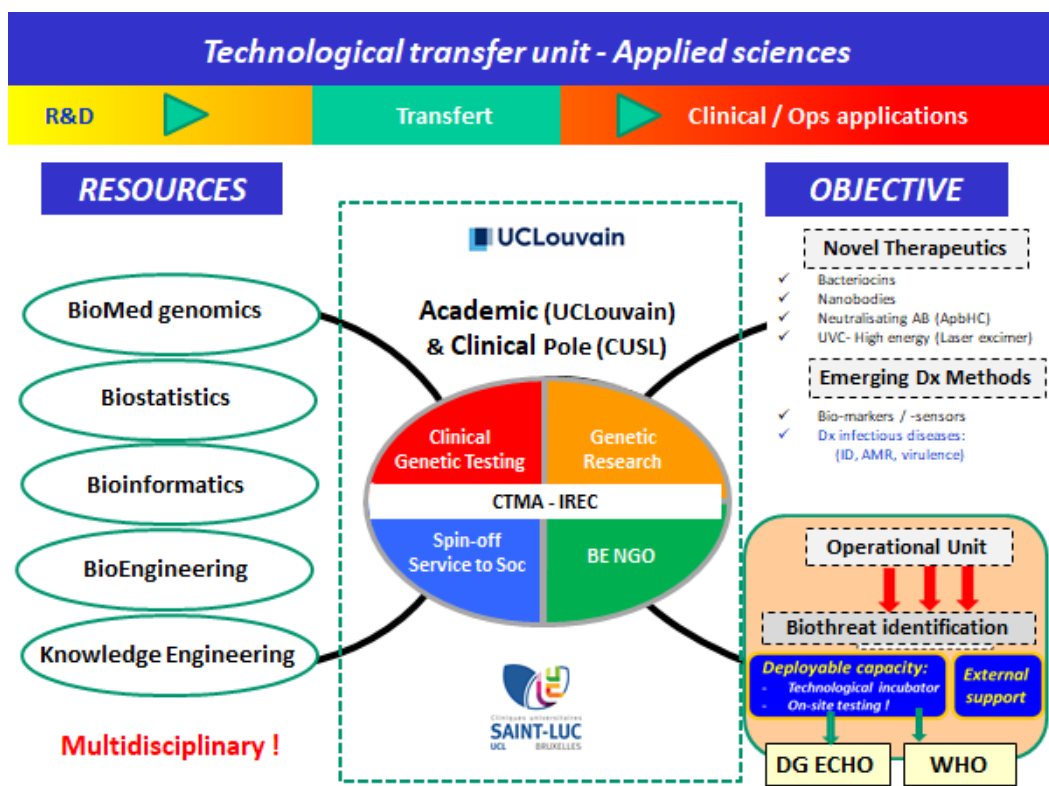 Technological transfer unit - Applied sciences
R&D
Transfert
Clinical / Ops applications
RESOURCES
BioMed genomics
Biostatistics
Bioinformatics
BioEngineering
Knowledge Engineering
Multidisciplinary !
UCLouvain
Academic (UCLouvain)
& Clinical Pole (CUSL)
Clinical
Genetic Testing
Genetic
Research
CTMA - IREC
Spin-off
Service to Soc
BE NGO
Cliniques universitaires
SAINT-LUC
UCL BRUXELLES
OBJECTIVE
Novel Therapeutics
✓ Bacteriocins
✓ Nanobodies
✓ Neutralisating AB (ApbHC)
✓ UVC- High energy (Laser excimer)
Emerging Dx Methods
✓ Bio-markers / -sensors
✓ Dx infectious diseases:
(ID, AMR, virulence)
Operational Unit
Biothreat identification
Deployable capacity:
- Technological incubator
- On-site testing !
External
support
DG ECHO
WHO